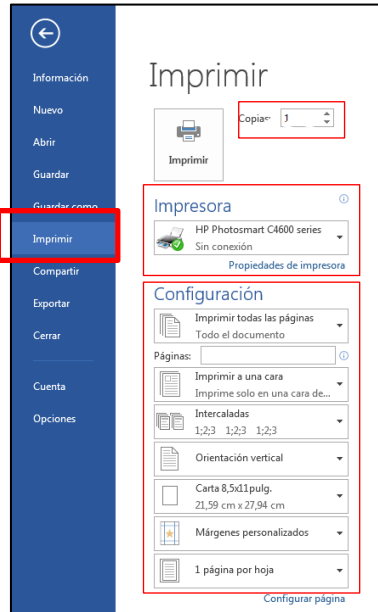 Información
Nuevo
Abrir
Guardar
Guardar como
Imprimir
Compartir
Exportar
Cerrar
Cuenta
Opciones
Imprimir
Imprimir
Copias: 1
Impresora
HP Photosmart C4600 series
Sin conexión
Propiedades de impresora
Configuración
Imprimir todas las páginas
Todo el documento
Páginas:
Imprimir a una cara
Imprime solo en una cara de...
Intercaladas
1;2;3 1;2;3 1;2;3
Orientación vertical
Carta 8,5x11pulg.
21,59 cm x 27,94 cm
Márgenes personalizados
1 página por hoja
Configurar página